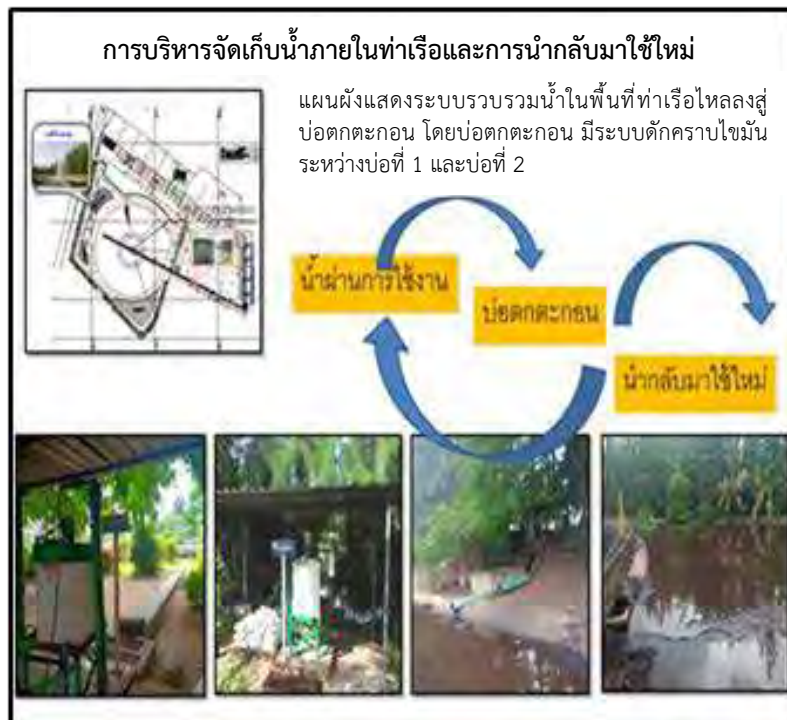 การบริหารจัดเก็บน้ำภายในท่าเรือและการนำกลับมาใช้ใหม่
แผนผังแสดงระบบรวบรวมน้ำในพื้นที่ท่าเรือไหลลงสู่
บ่อตกตะกอน โดยบ่อตกตะกอน มีระบบดักคราบไขมัน
ระหว่างบ่อที่ 1 และบ่อที่ 2
น้ำผ่านการใช้งาน
บ่อตกตะกอน
นำกลับมาใช้ใหม่